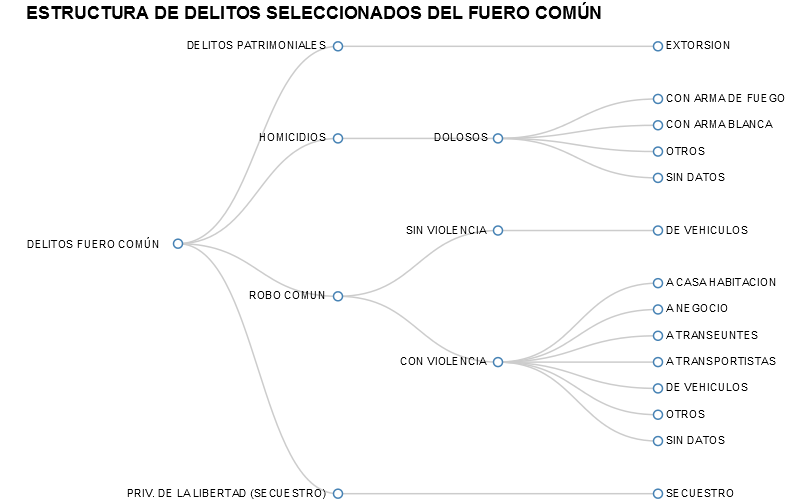 ESTRUCTURA DE DELITOS SELECCIONADOS DEL FUERO COMÚN
DELITOS PATRIMONIALES
EXTORSION
CON ARMA DE FUEGO
CON ARMA BLANCA
HOMICIDIOS
DOLOSOS
OTROS
SIN DATOS
SIN VIOLENCIA
DE VEHICULOS
DELITOS FUERO COMÚN
A CASA HABITACION
ROBO COMUN
A NEGOCIO
A TRANSEUNTES
CON VIOLENCIA
A TRANSPORTISTAS
DE VEHICULOS
OTROS
SIN DATOS
PRIV. DE LA LIBERTAD (SECUESTRO)
SECUESTRO